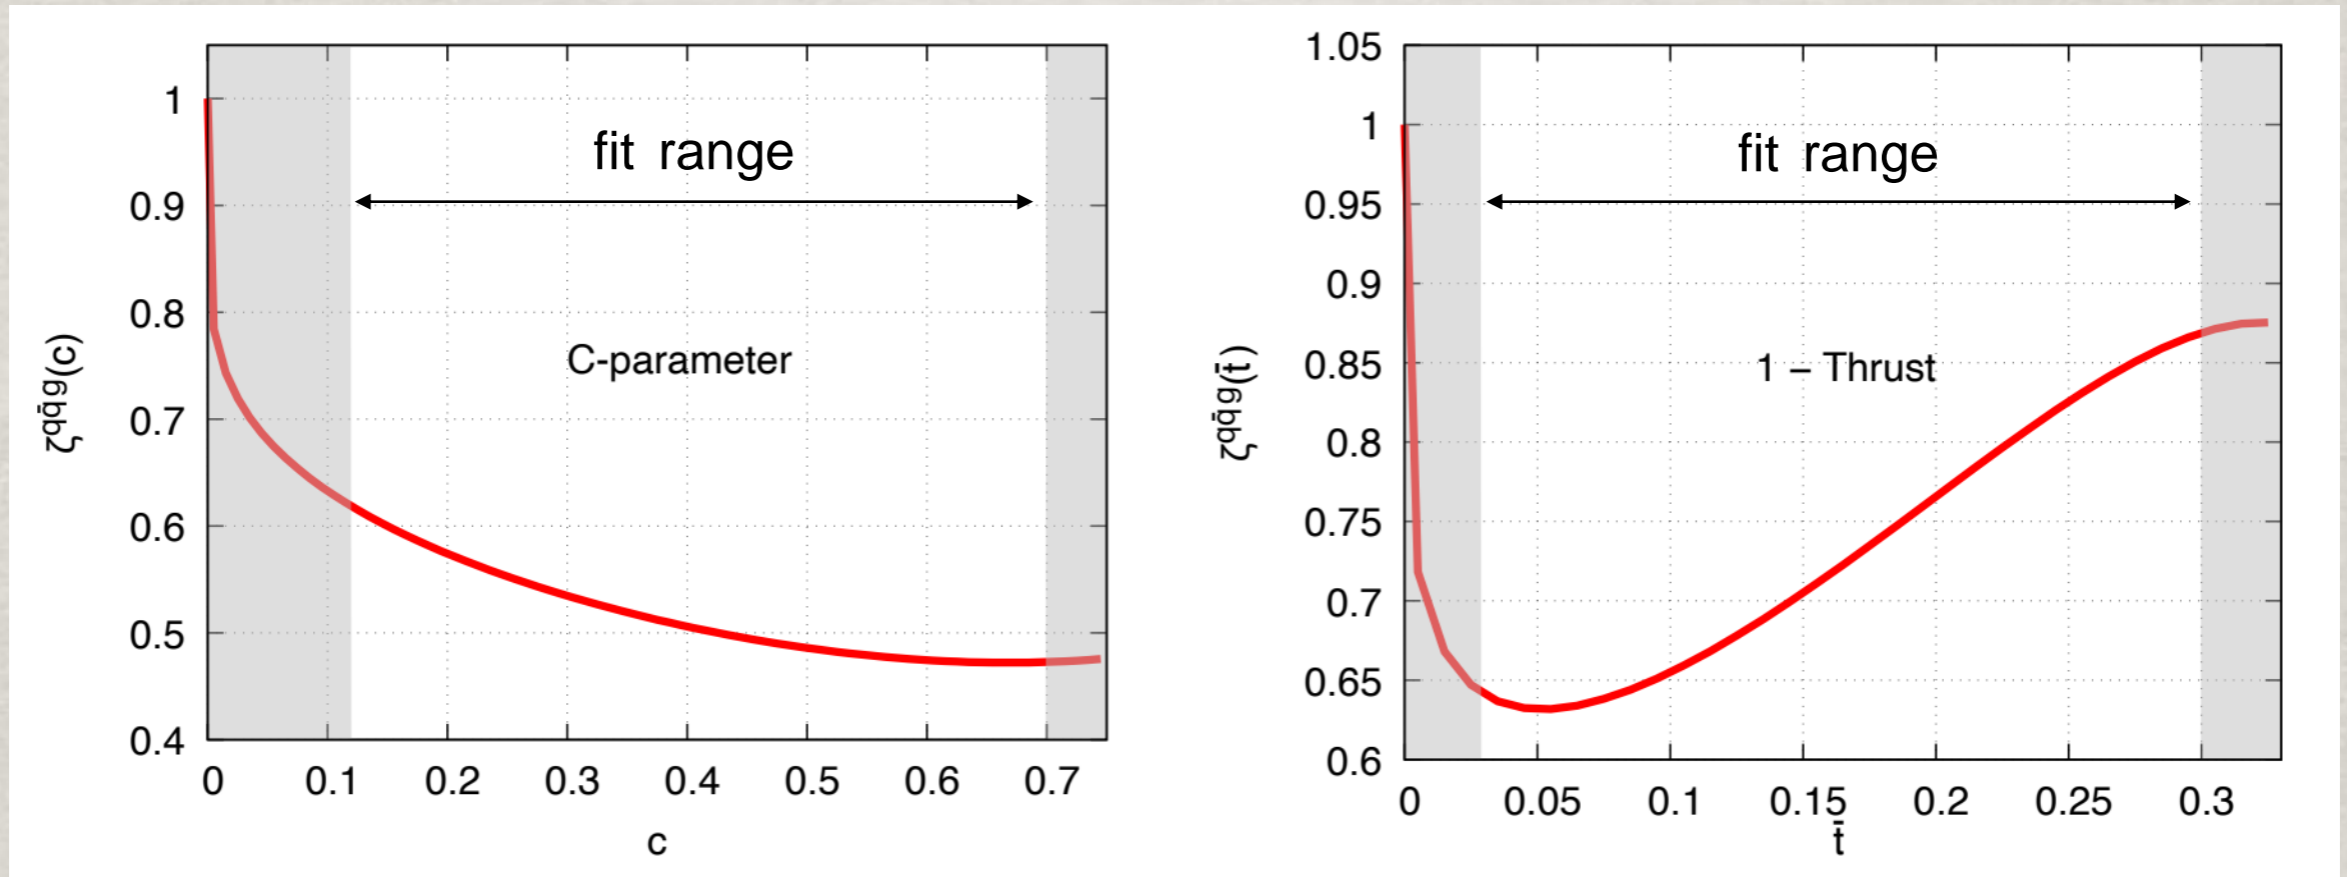 1
0.9
0.8
0.7
0.6
0.5
0.4
ζqq̄g(c)
fit range
C-parameter
0 0.1 0.2 0.3 0.4 0.5 0.6 0.7
c
1.05
1
0.95
0.9
0.85
0.8
0.75
0.7
0.65
0.6
ζqq̄g(t̄)
fit range
1 – Thrust
0 0.05 0.1 0.15 0.2 0.25 0.3
t̄